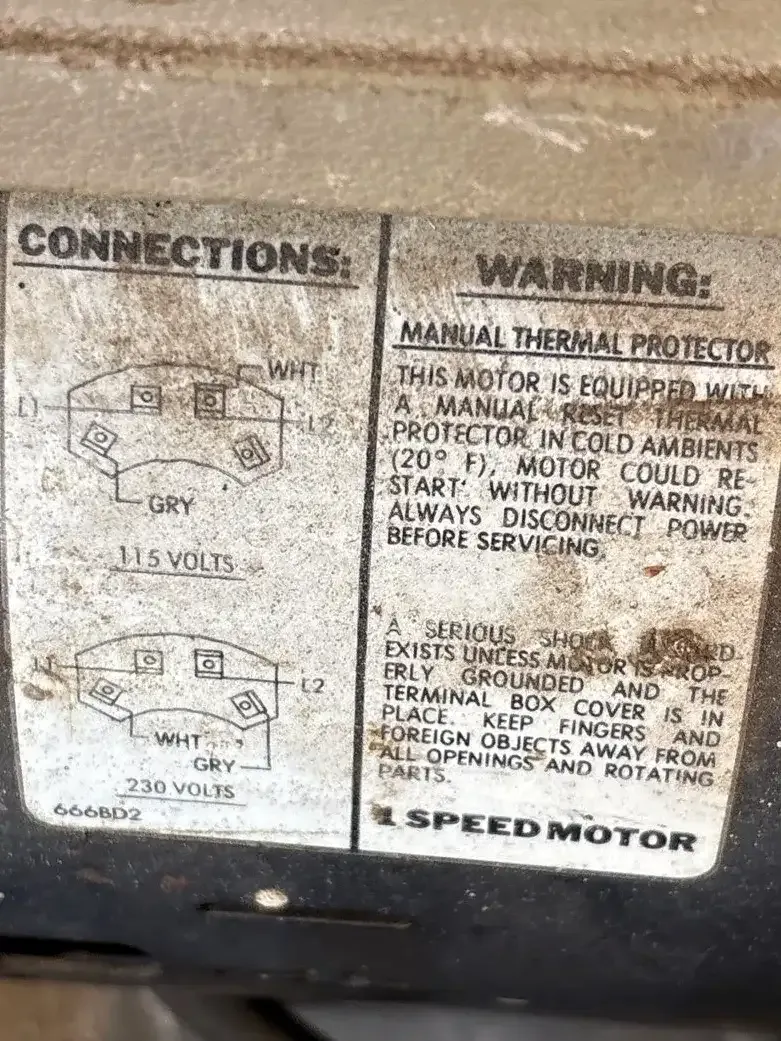 CONNECTIONS:
WHT
L1
L2
GRY
115 VOLTS
L1
L2
WHT
GRY
230 VOLTS
666BD2
WARNING:
MANUAL THERMAL PROTECTOR
THIS MOTOR IS EQUIPPED WITH
A MANUAL RESET THERMAL
PROTECTOR. IN COLD AMBIENTS
(20° F), MOTOR COULD RE-
START WITHOUT WARNING.
ALWAYS DISCONNECT POWER
BEFORE SERVICING.
A SERIOUS SHOCK HAZARD
EXISTS UNLESS MOTOR IS PROP-
ERLY GROUNDED AND THE
TERMINAL BOX COVER IS IN
PLACE. KEEP FINGERS AND
FOREIGN OBJECTS AWAY FROM
ALL OPENINGS AND ROTATING
PARTS.
1 SPEED MOTOR